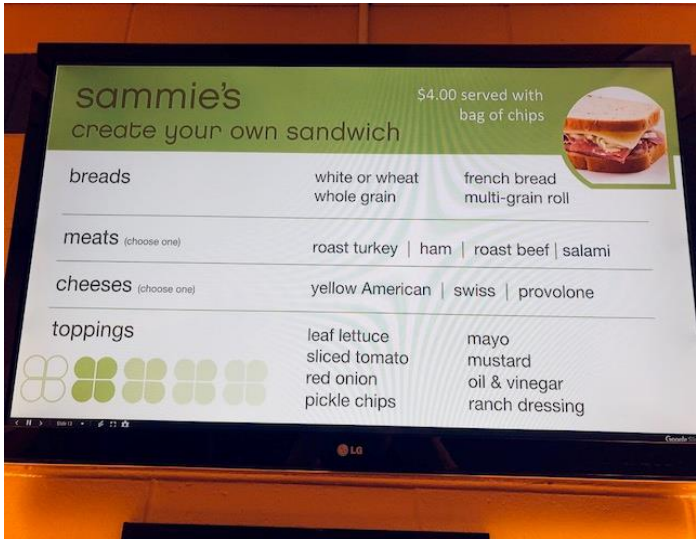 sammie's
create your own sandwich
$4.00 served with
bag of chips
breads
white or wheat
whole grain
french bread
multi-grain roll
meats (choose one)
roast turkey | ham | roast beef | salami
cheeses (choose one)
yellow American | swiss | provolone
toppings
leaf lettuce
sliced tomato
red onion
pickle chips
mayo
mustard
oil & vinegar
ranch dressing
Google
LG